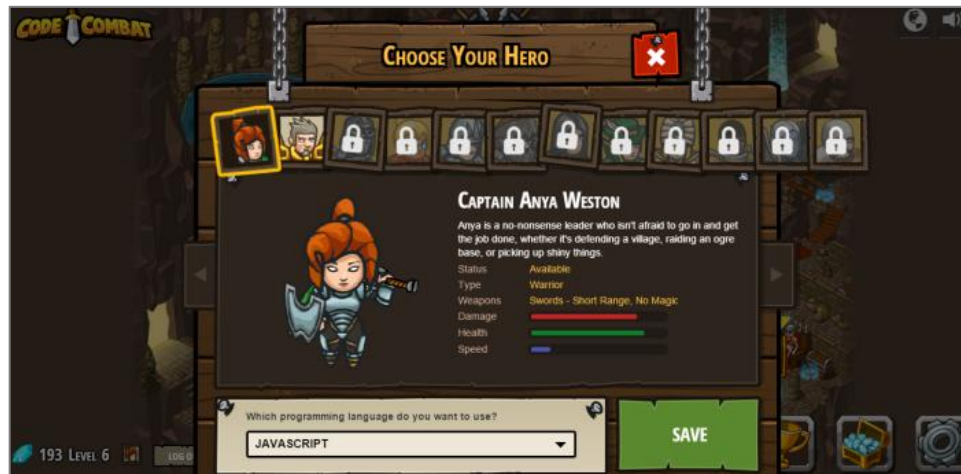 CODE COMBAT
CHOOSE YOUR HERO
CAPTAIN ANYA WESTON
Anya is a no-nonsense leader who isn't afraid to go in and get
the job done, whether it's defending a village, raiding an ogre
base, or picking up shiny things.
Status Available
Type Warrior
Weapons Swords - Short Range, No Magic
Damage
Health
Speed
Which programming language do you want to use?
JAVASCRIPT
SAVE
193 LEVEL 6
LOG O